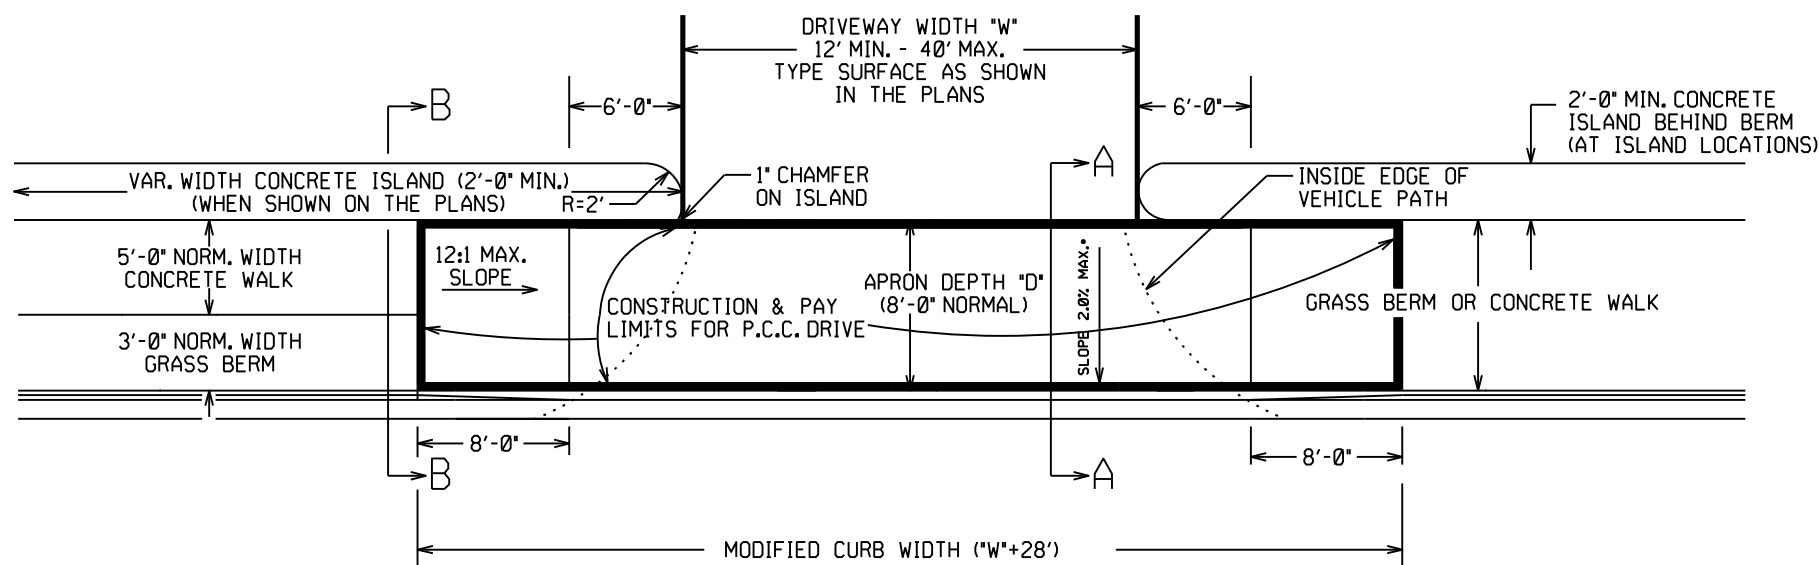 DRIVEWAY WIDTH "W"
12' MIN. - 40' MAX.
TYPE SURFACE AS SHOWN
IN THE PLANS
6'-0"
6'-0"
B
A
2'-0" MIN. CONCRETE
ISLAND BEHIND BERM
(AT ISLAND LOCATIONS)
VAR. WIDTH CONCRETE ISLAND (2'-0" MIN.)
(WHEN SHOWN ON THE PLANS)
R=2'
1" CHAMFER
ON ISLAND
INSIDE EDGE OF
VEHICLE PATH
5'-0" NORM. WIDTH
CONCRETE WALK
12:1 MAX.
SLOPE
CONSTRUCTION & PAY
LIMITS FOR P.C.C. DRIVE
APRON DEPTH "D"
(8'-0" NORMAL)
SLOPE 2.0% MAX.*
GRASS BERM OR CONCRETE WALK
3'-0" NORM. WIDTH
GRASS BERM
8'-0"
8'-0"
B
A
MODIFIED CURB WIDTH ("W"+28')